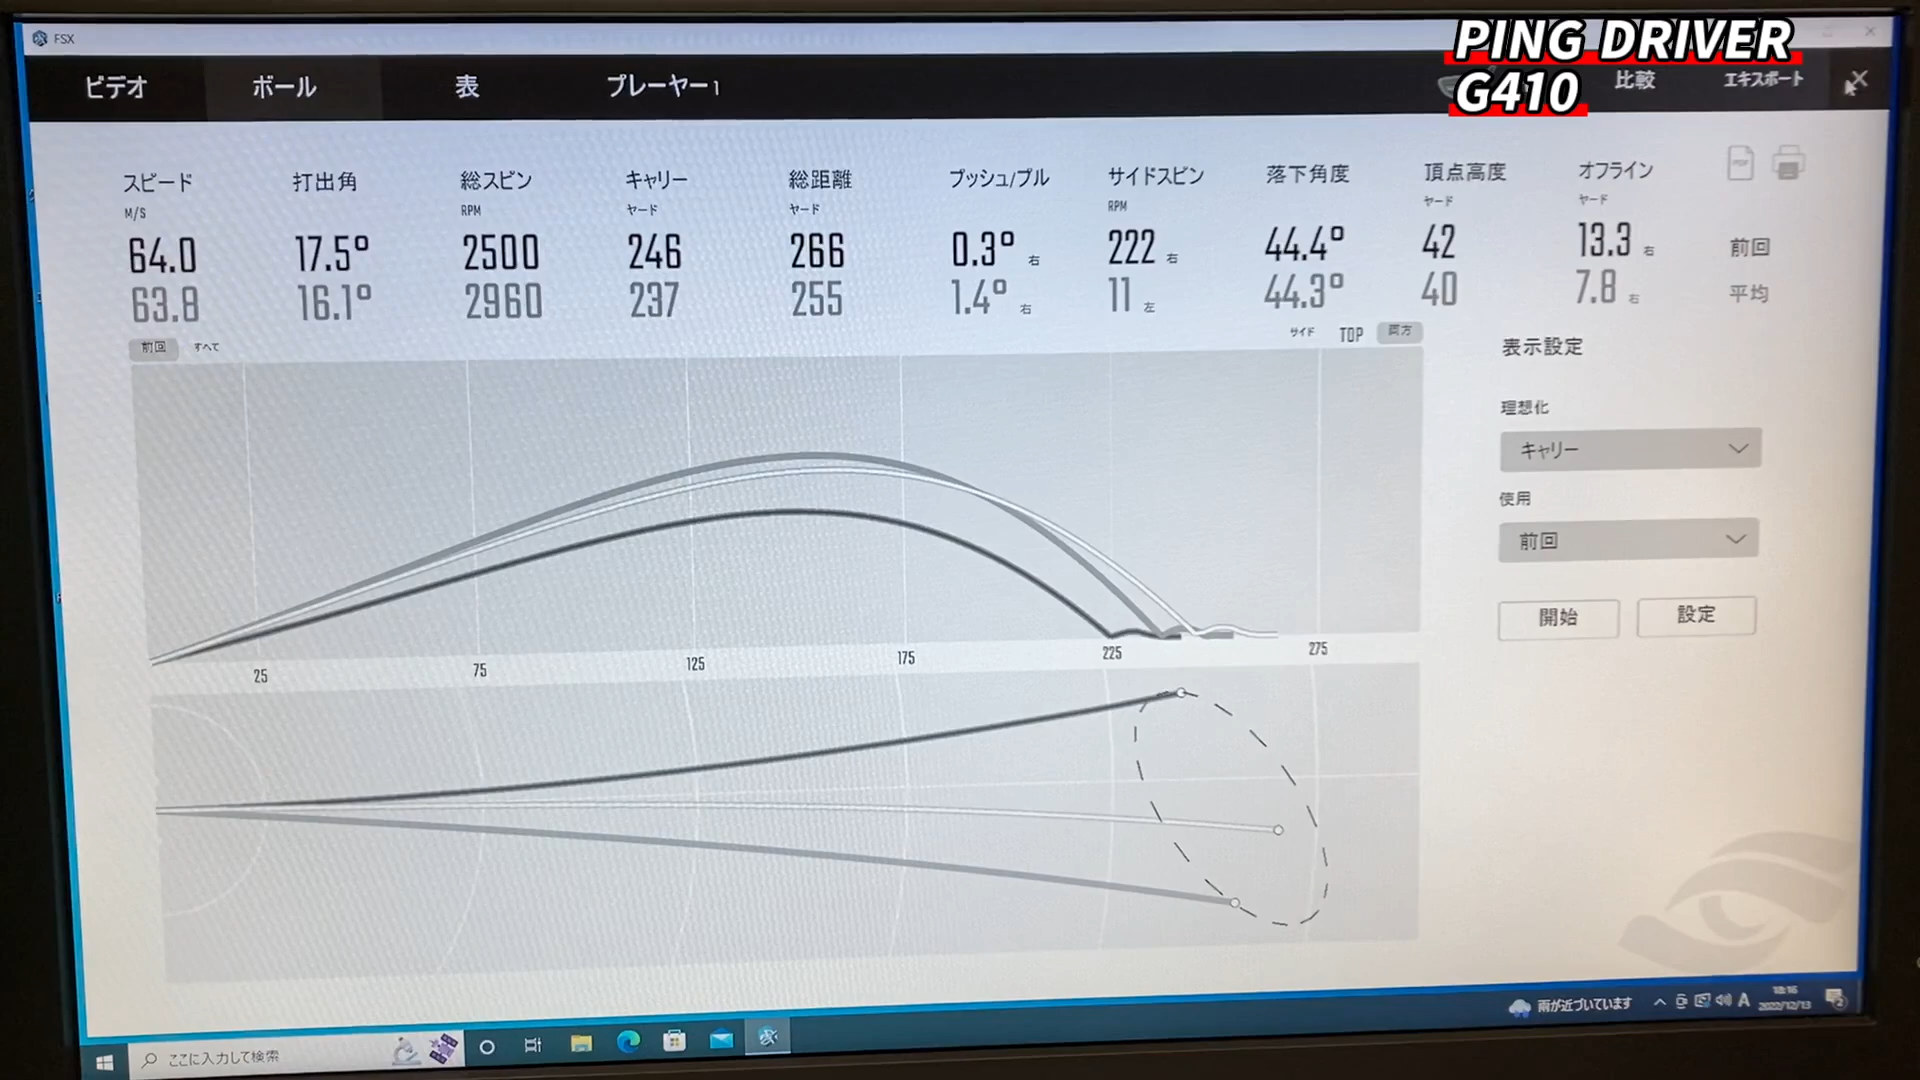 FSX
PING DRIVER
G410
ビデオ ボール 表 プレーヤー1 比較 エキスポート
スピード 打出角 総スピン キャリー 総距離 プッシュ/プル サイドスピン 落下角度 頂点高度 オフライン
M/S RPM ヤード ヤード RPM ヤード ヤード
PDF
64.0 17.5° 2500 246 266 0.3° 右 222 右 44.4° 42 13.3 右 前回
63.8 16.1° 2960 237 255 1.4° 右 11 左 44.3° 40 7.8 右 平均
前回 すべて サイド TOP 両方
表示設定
理想化
キャリー
使用
前回
開始 設定
25 75 125 175 225 275
雨が近づいています A 18:16
2022/12/13
2
ここに入力して検索